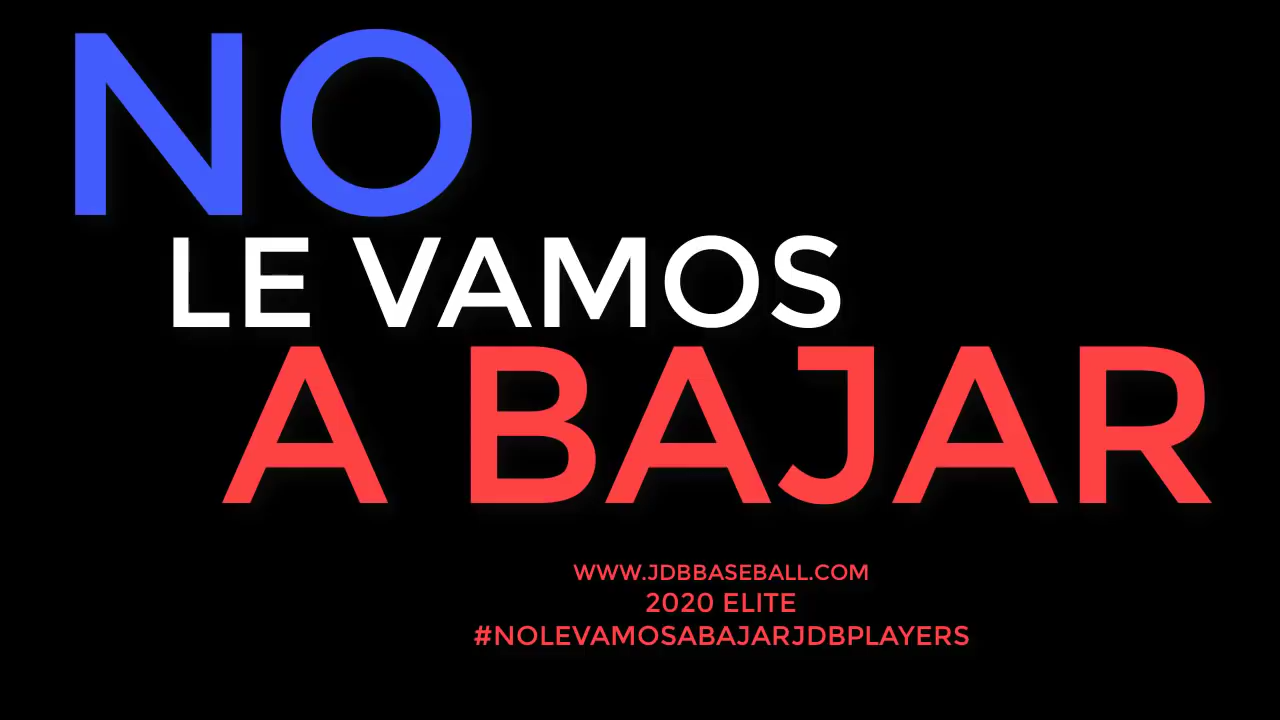 NO
LE VAMOS
A BAJAR
WWW.JDBBASEBALL.COM
2020 ELITE
#NOLEVAMOSABAJARJDBPLAYERS